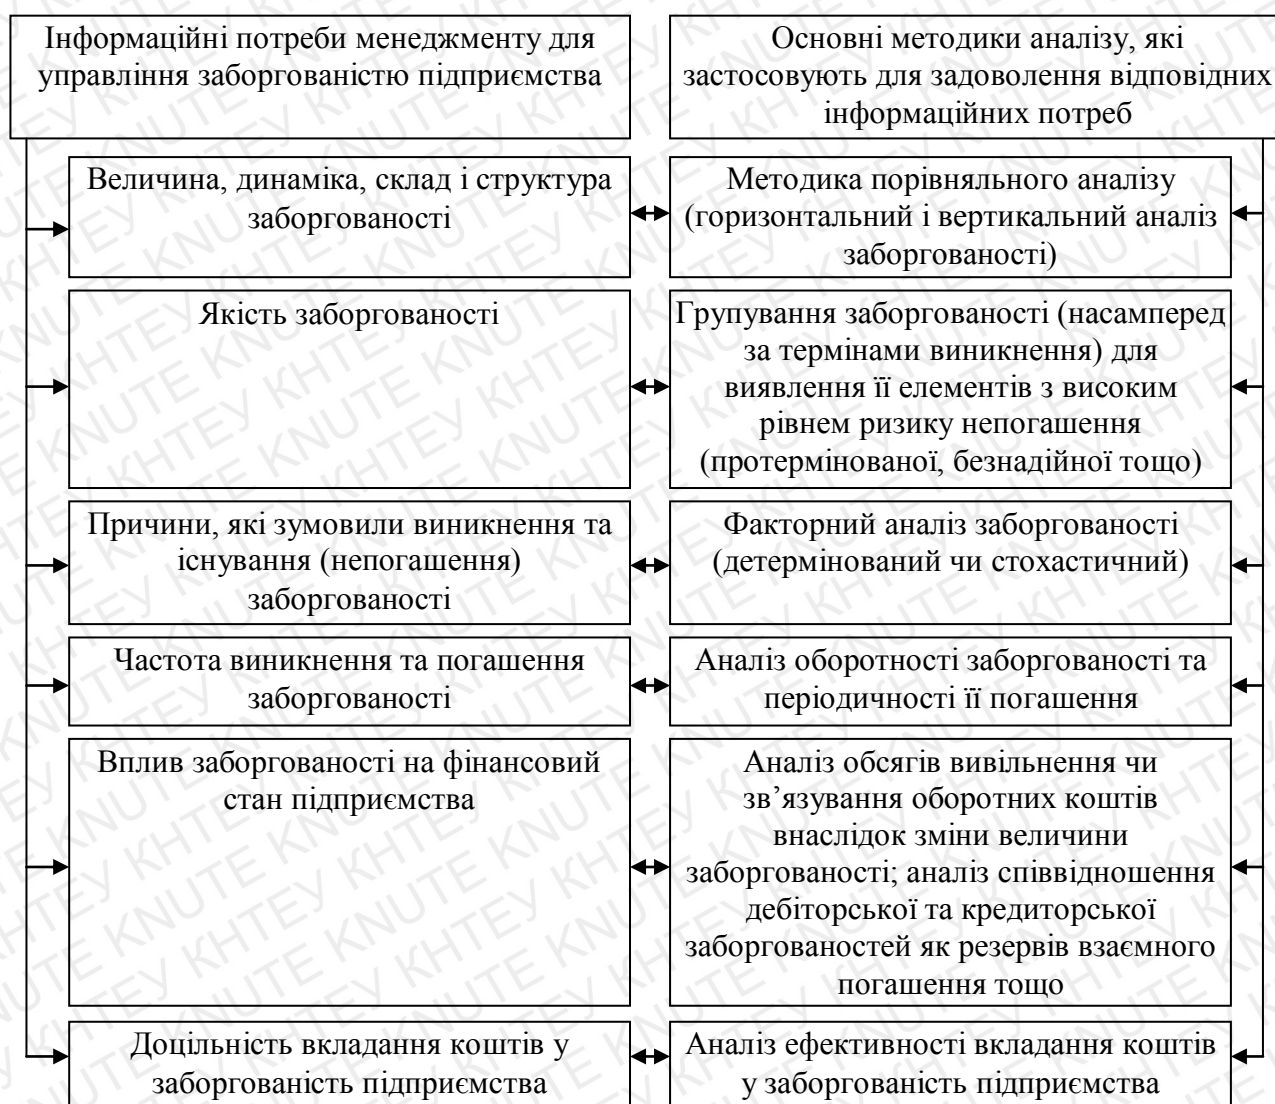 Інформаційні потреби менеджменту для
управління заборгованістю підприємства
Основні методики аналізу, які
застосовують для задоволення відповідних
інформаційних потреб
Величина, динаміка, склад і структура
заборгованості
Методика порівняльного аналізу
(горизонтальний і вертикальний аналіз
заборгованості)
Якість заборгованості
Групування заборгованості (насамперед
за термінами виникнення) для
виявлення її елементів з високим
рівнем ризику непогашення
(протермінованої, безнадійної тощо)
Причини, які зумовили виникнення та
існування (непогашення)
заборгованості
Факторний аналіз заборгованості
(детермінований чи стохастичний)
Частота виникнення та погашення
заборгованості
Аналіз оборотності заборгованості та
періодичності її погашення
Вплив заборгованості на фінансовий
стан підприємства
Аналіз обсягів вивільнення чи
зв’язування оборотних коштів
внаслідок зміни величини
заборгованості; аналіз співвідношення
дебіторської та кредиторської
заборгованостей як резервів взаємного
погашення тощо
Доцільність вкладання коштів у
заборгованість підприємства
Аналіз ефективності вкладання коштів
у заборгованість підприємства